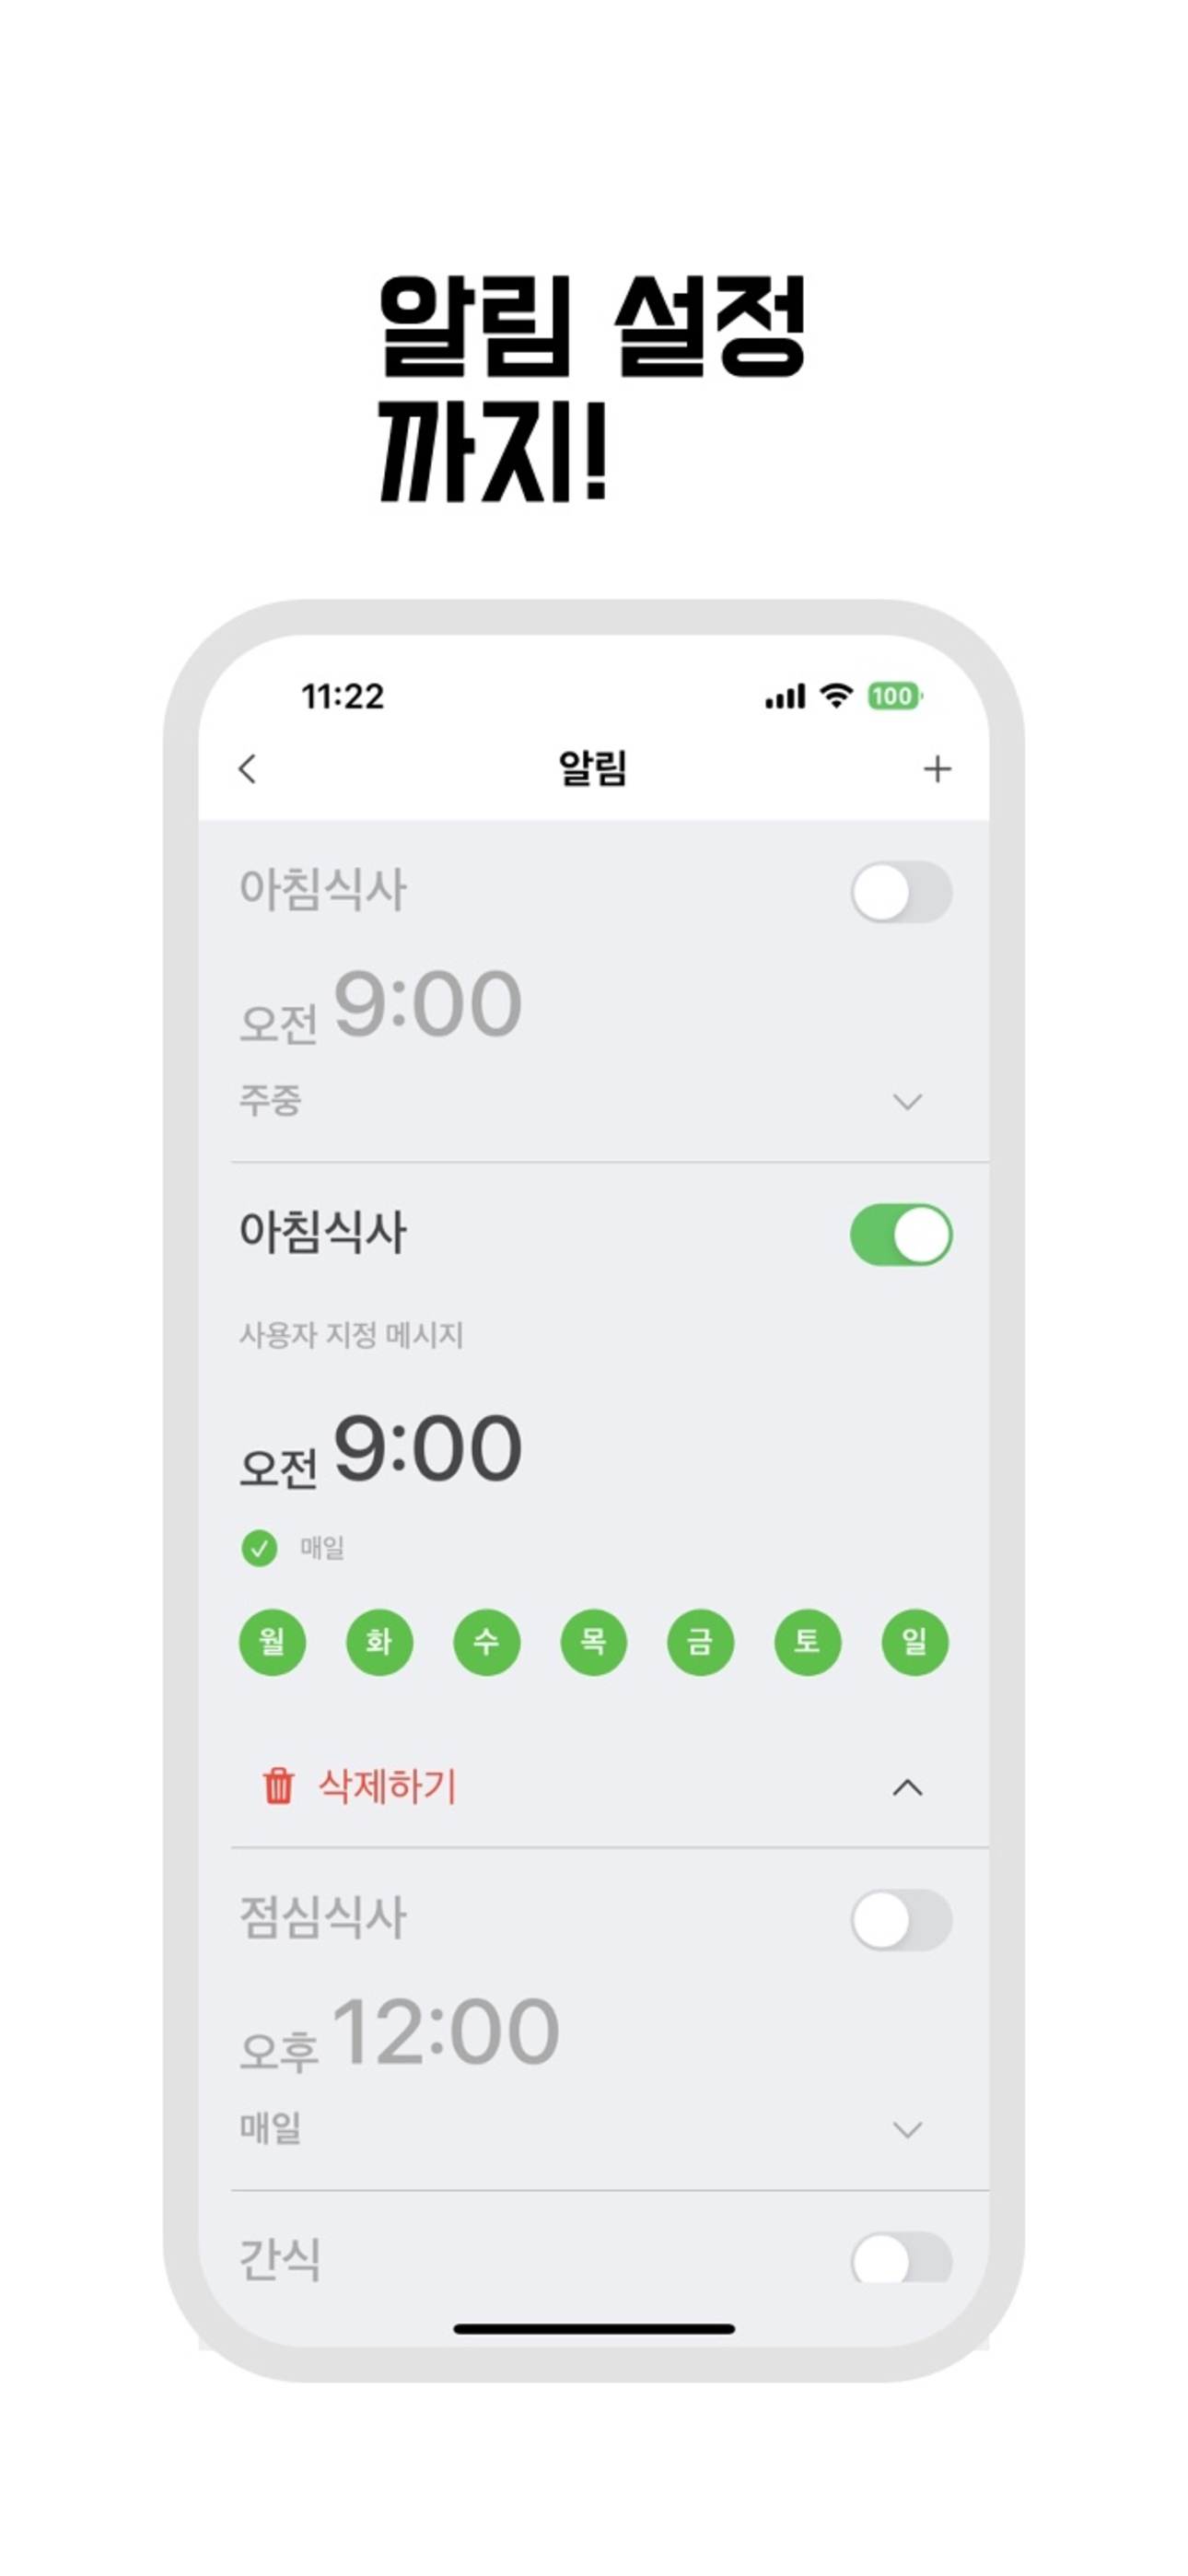 알림 설정
까지!
11:22
100
알림
아침식사
오전 9:00
주중
아침식사
사용자 지정 메시지
오전 9:00
매일
월 화 수 목 금 토 일
삭제하기
점심식사
오후 12:00
매일
간식